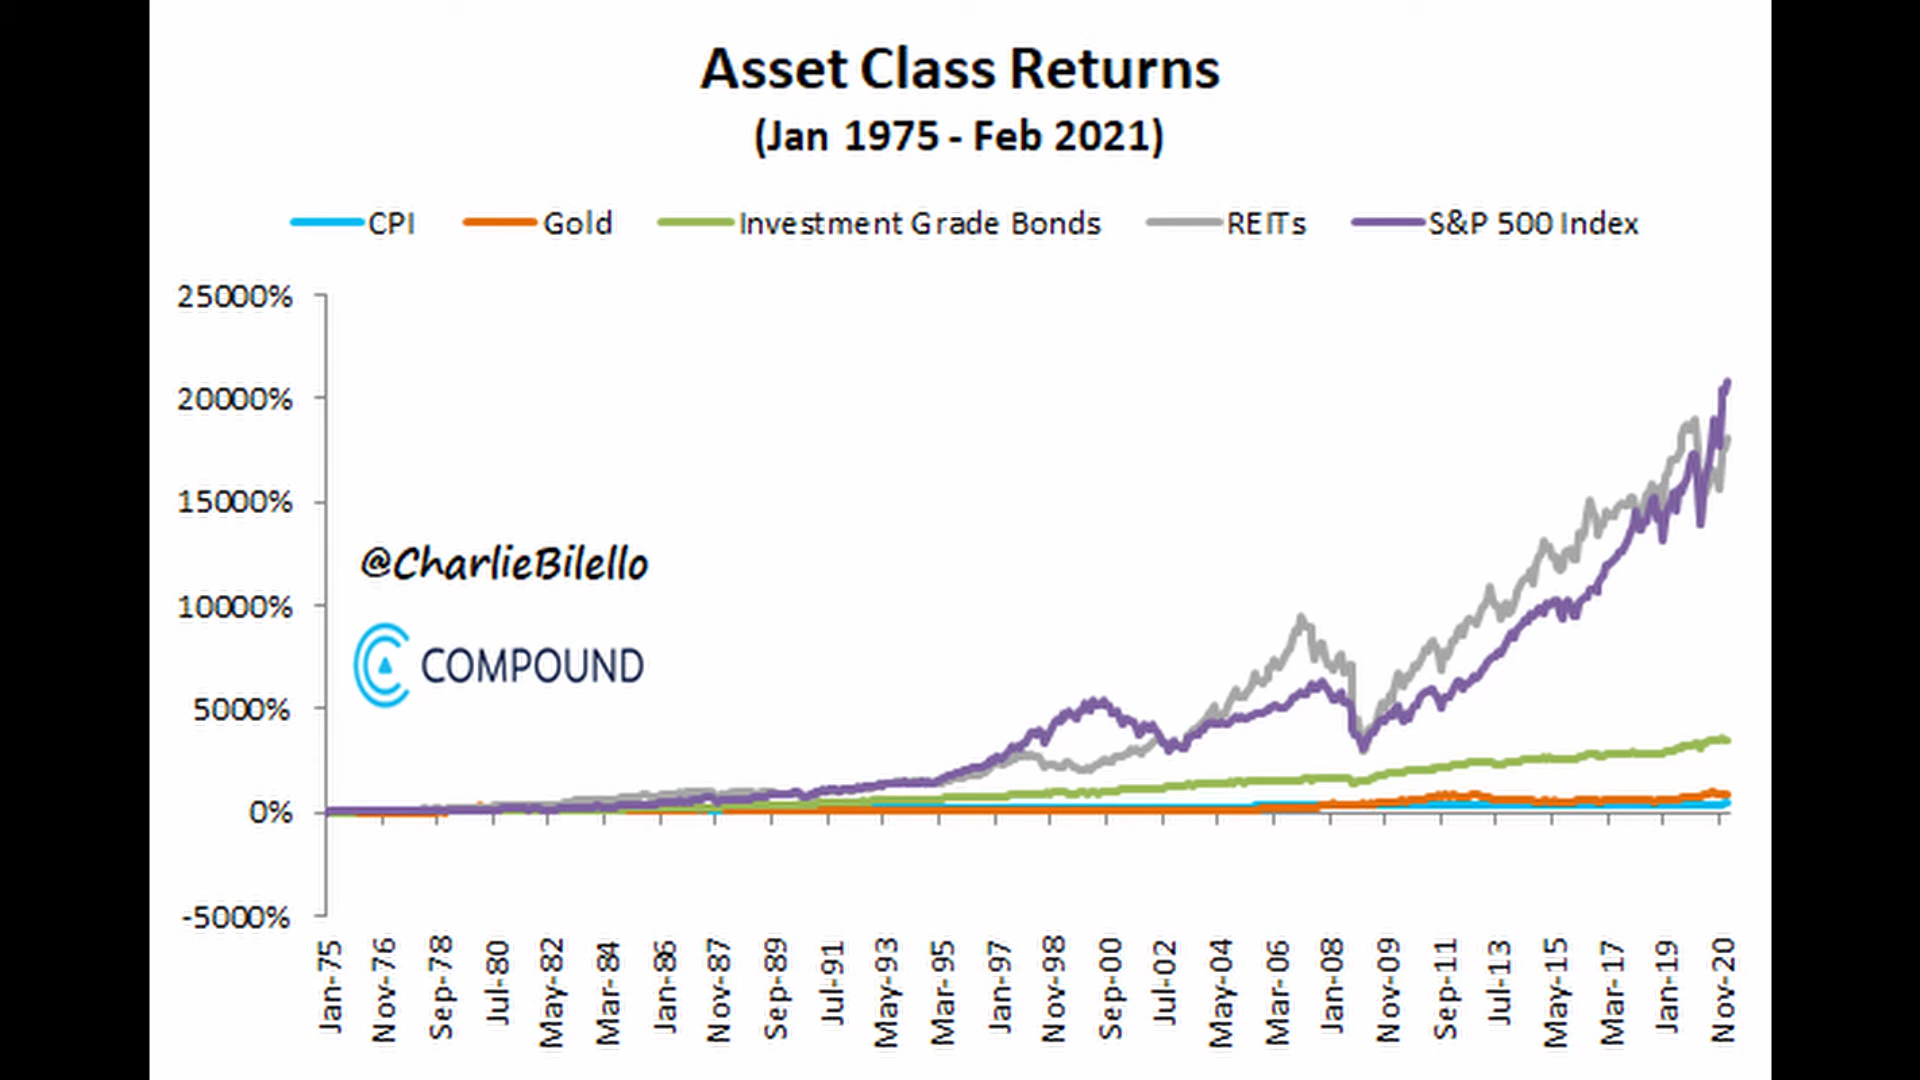 Asset Class Returns
(Jan 1975 - Feb 2021)
CPI Gold Investment Grade Bonds REITs S&P 500 Index
25000%
20000%
15000%
10000%
5000%
0%
-5000%
@CharlieBilello
COMPOUND
Jan-75 Nov-76 Sep-78 Jul-80 May-82 Mar-84 Jan-86 Nov-87 Sep-89 Jul-91 May-93 Mar-95 Jan-97 Nov-98 Sep-00 Jul-02 May-04 Mar-06 Jan-08 Nov-09 Sep-11 Jul-13 May-15 Mar-17 Jan-19 Nov-20